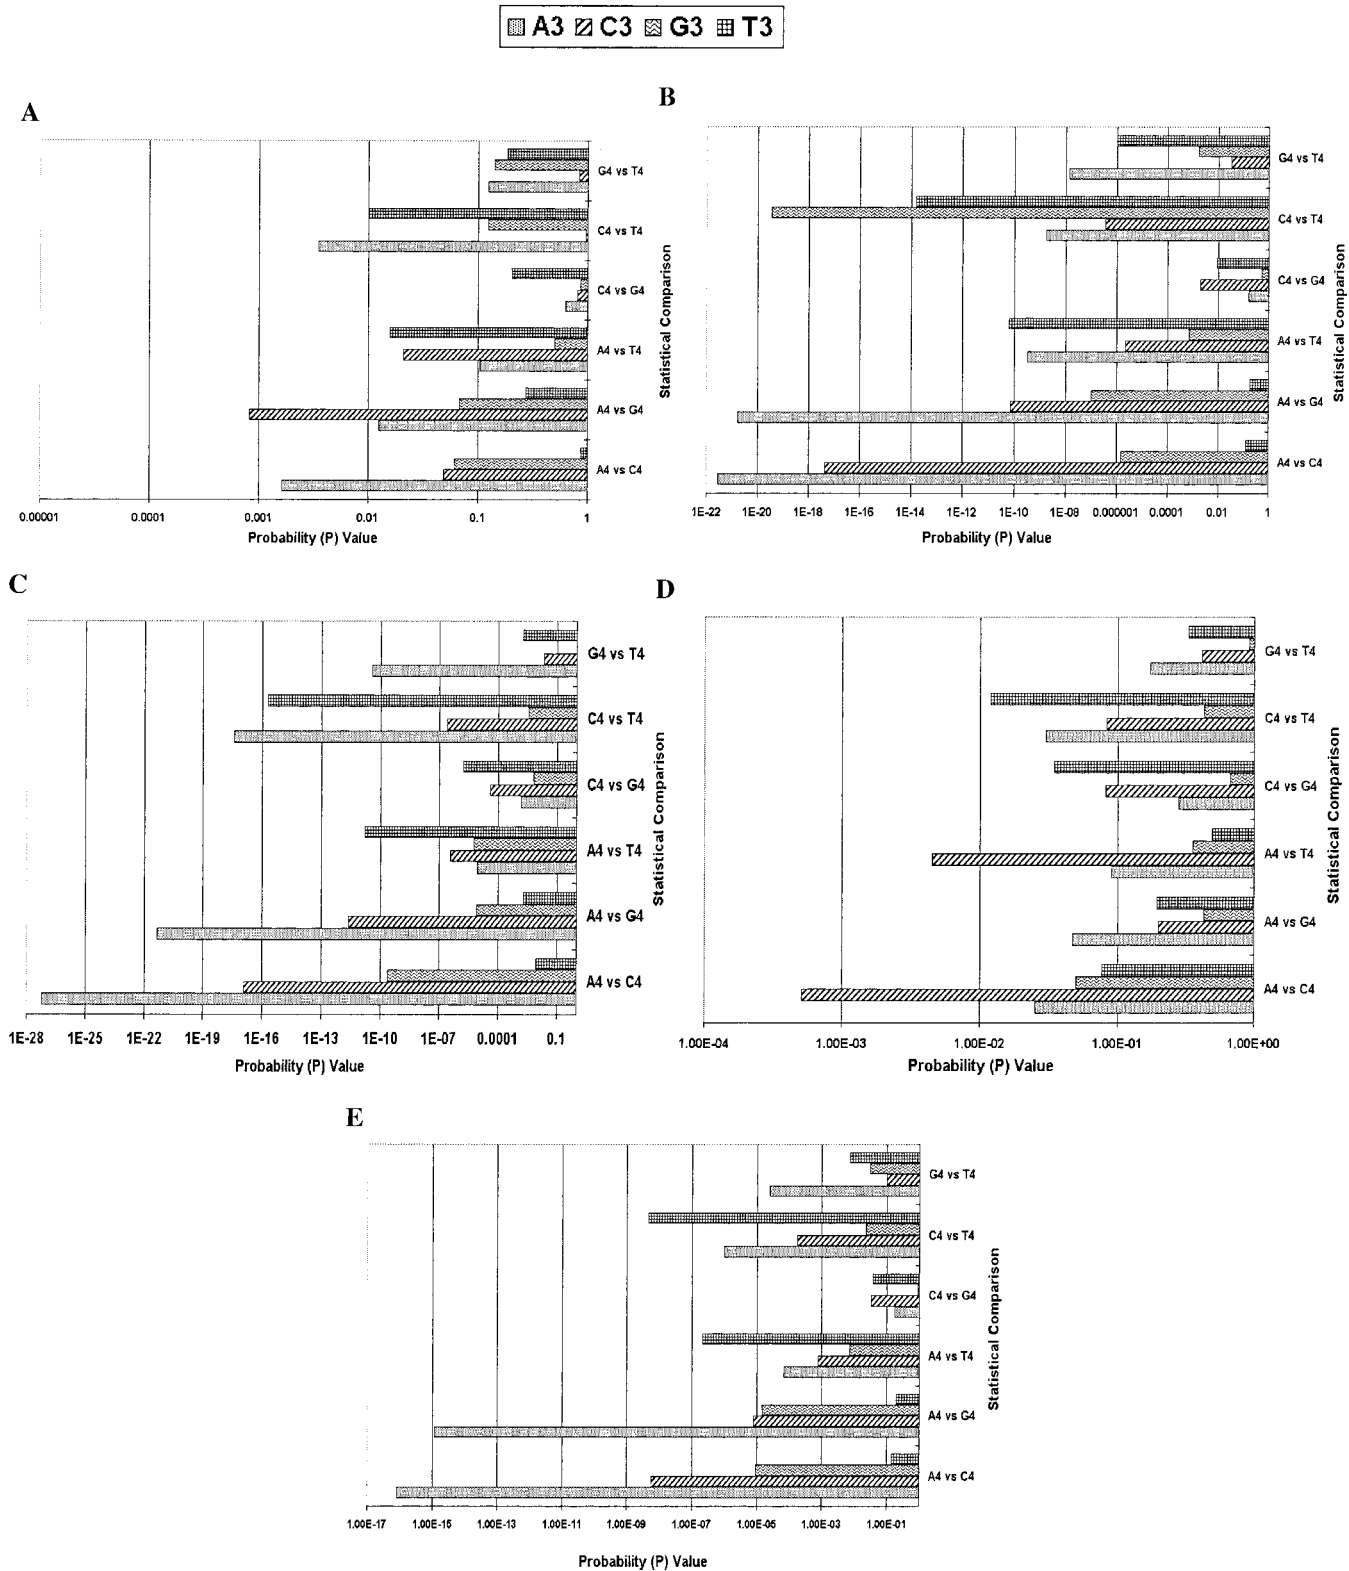 A3 C3 G3 T3
A
G4 vs T4
C4 vs T4
C4 vs G4
A4 vs T4
A4 vs G4
A4 vs C4
Statistical Comparison
0.00001 0.0001 0.001 0.01 0.1 1
Probability (P) Value
B
G4 vs T4
C4 vs T4
C4 vs G4
A4 vs T4
A4 vs G4
A4 vs C4
Statistical Comparison
1E-22 1E-20 1E-18 1E-16 1E-14 1E-12 1E-10 1E-08 0.000001 0.0001 0.01 1
Probability (P) Value
C
G4 vs T4
C4 vs T4
C4 vs G4
A4 vs T4
A4 vs G4
A4 vs C4
Statistical Comparison
1E-28 1E-25 1E-22 1E-19 1E-16 1E-13 1E-10 1E-07 0.0001 0.1
Probability (P) Value
D
G4 vs T4
C4 vs T4
C4 vs G4
A4 vs T4
A4 vs G4
A4 vs C4
Statistical Comparison
1.00E-04 1.00E-03 1.00E-02 1.00E-01 1.00E+00
Probability (P) Value
E
G4 vs T4
C4 vs T4
C4 vs G4
A4 vs T4
A4 vs G4
A4 vs C4
Statistical Comparison
1.00E-17 1.00E-15 1.00E-13 1.00E-11 1.00E-09 1.00E-07 1.00E-05 1.00E-03 1.00E-01
Probability (P) Value